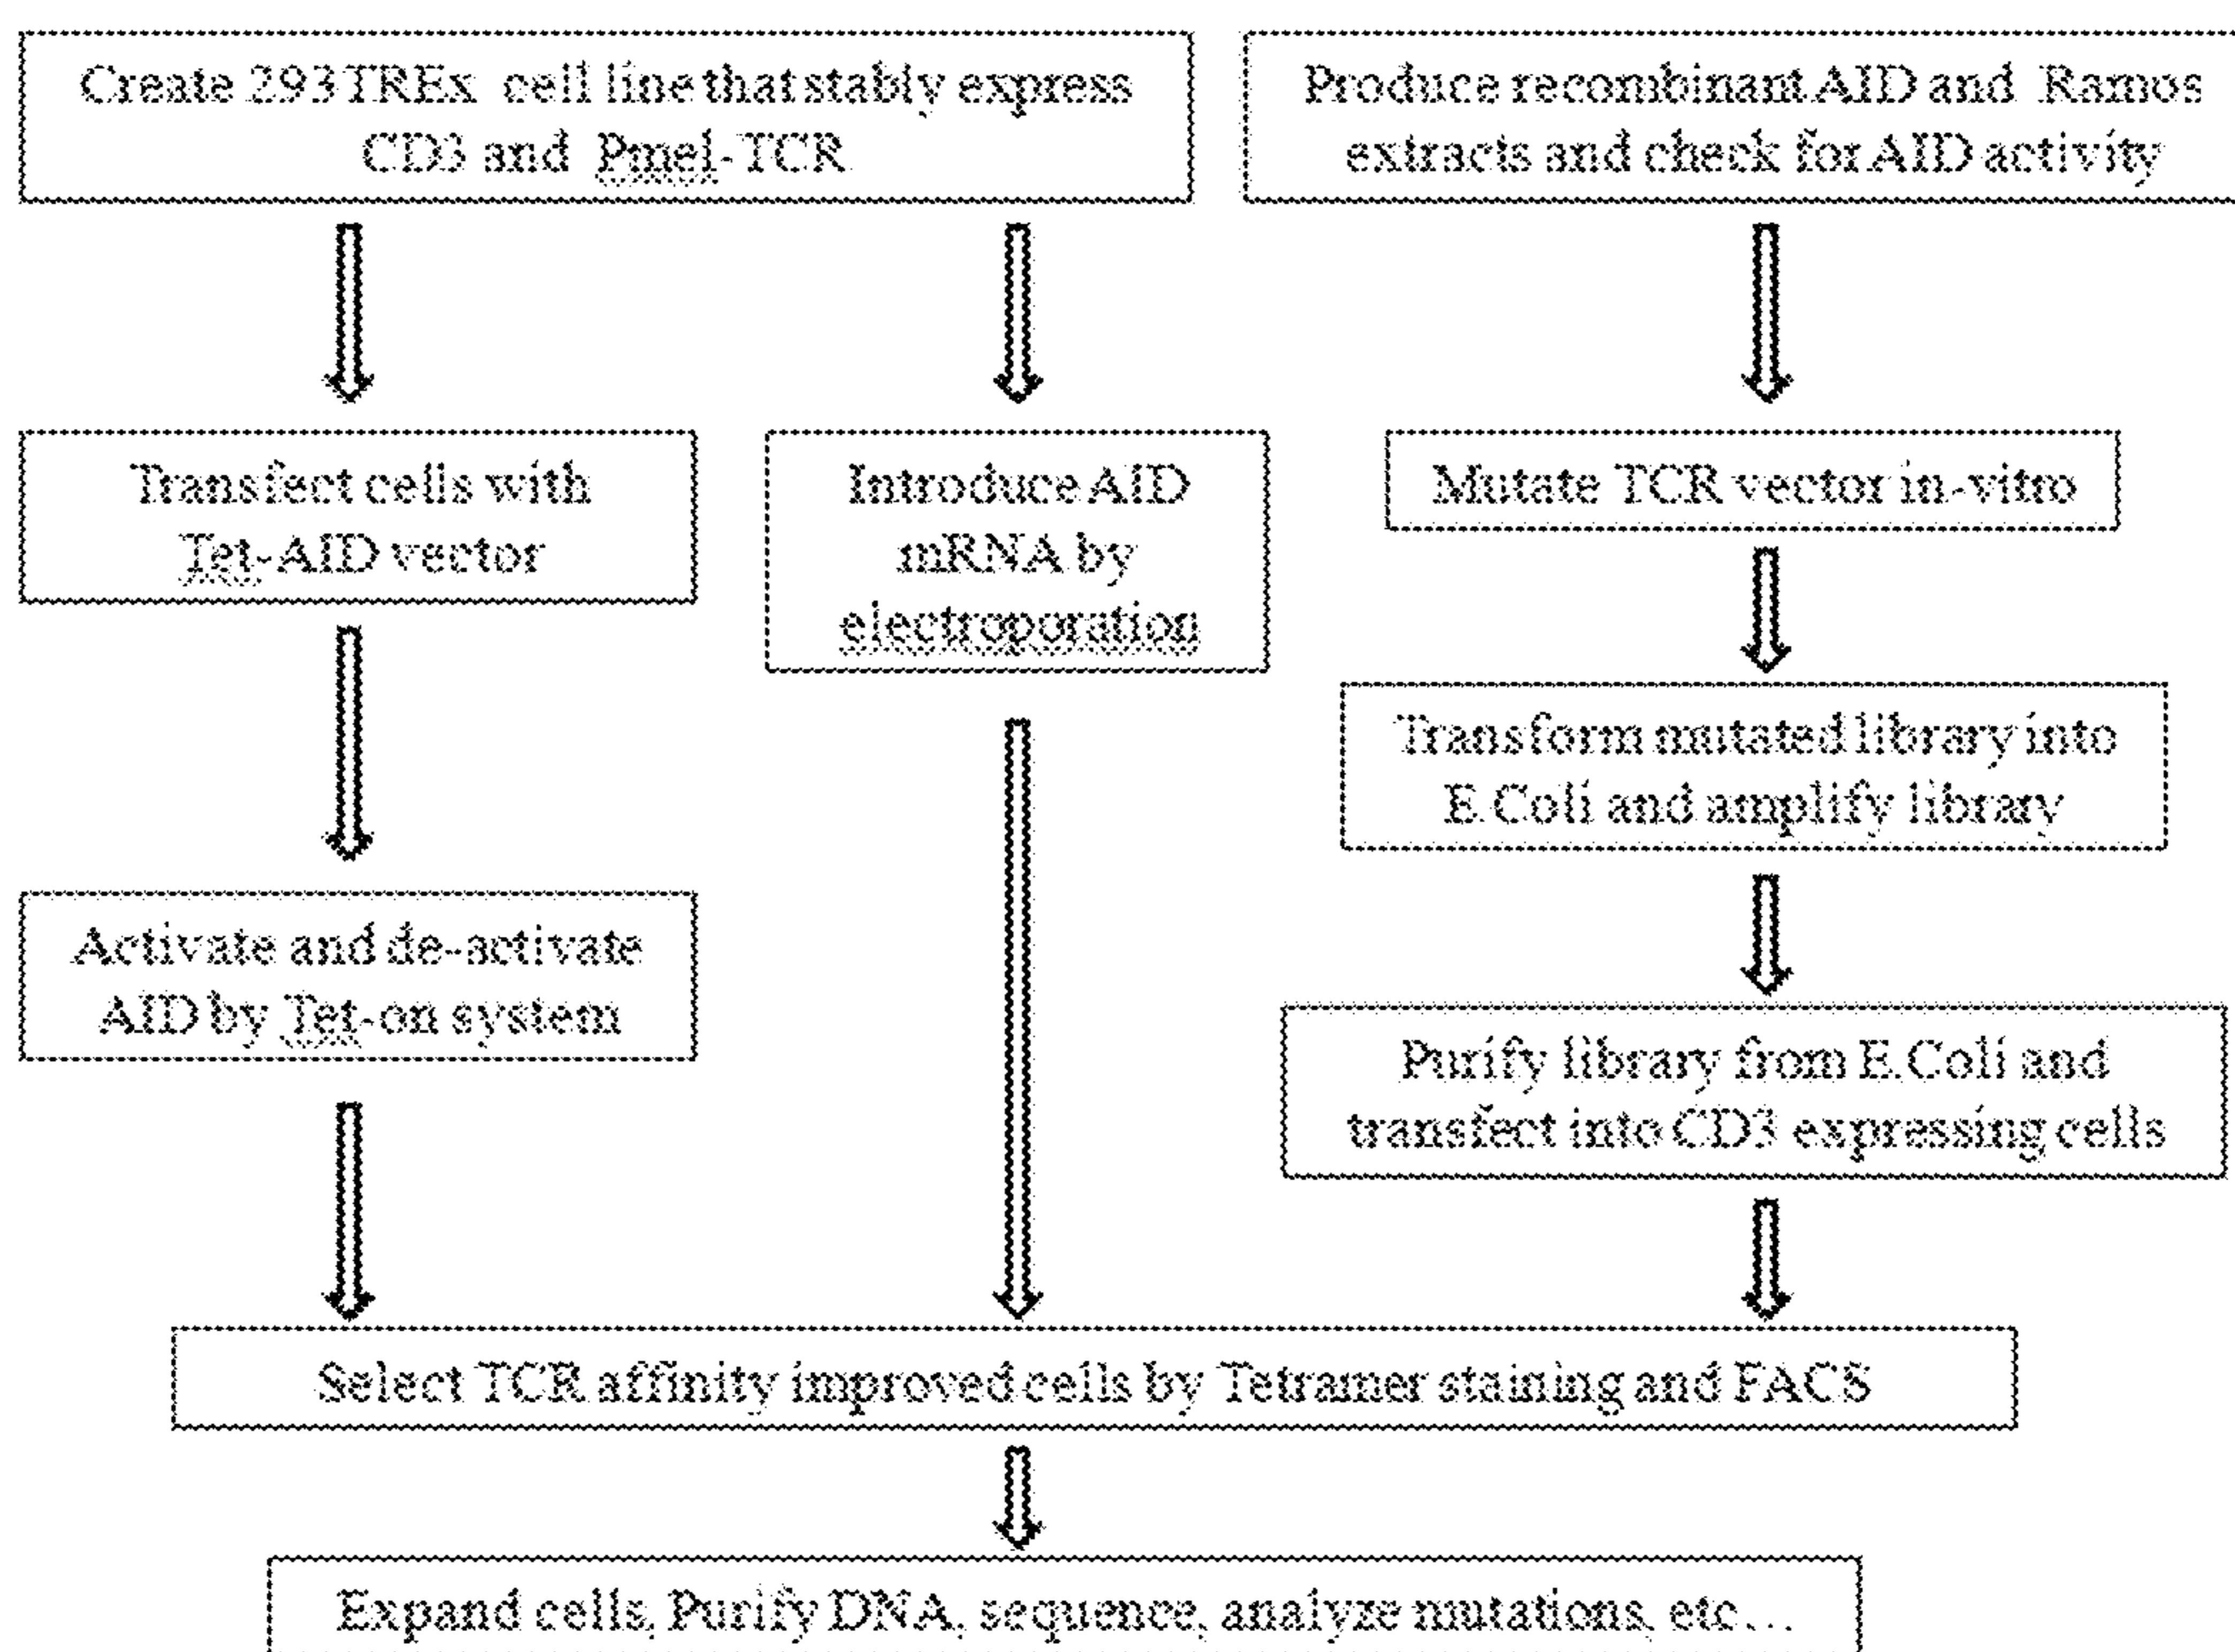 Create 293TREx cell line that stably express
CD3 and Pmel-TCR
Produce recombinant AID and Ramos
extracts and check for AID activity
Transfect cells with
Tet-AID vector
Introduce AID
mRNA by
electroporation
Mutate TCR vector in-vitro
Transform mutated library into
E.Coli and amplify library
Activate and de-activate
AID by Tet-on system
Purify library from E.Coli and
transfect into CD3 expressing cells
Select TCR affinity improved cells by Tetramer staining and FACS
Expand cells, Purify DNA, sequence, analyze mutations, etc...